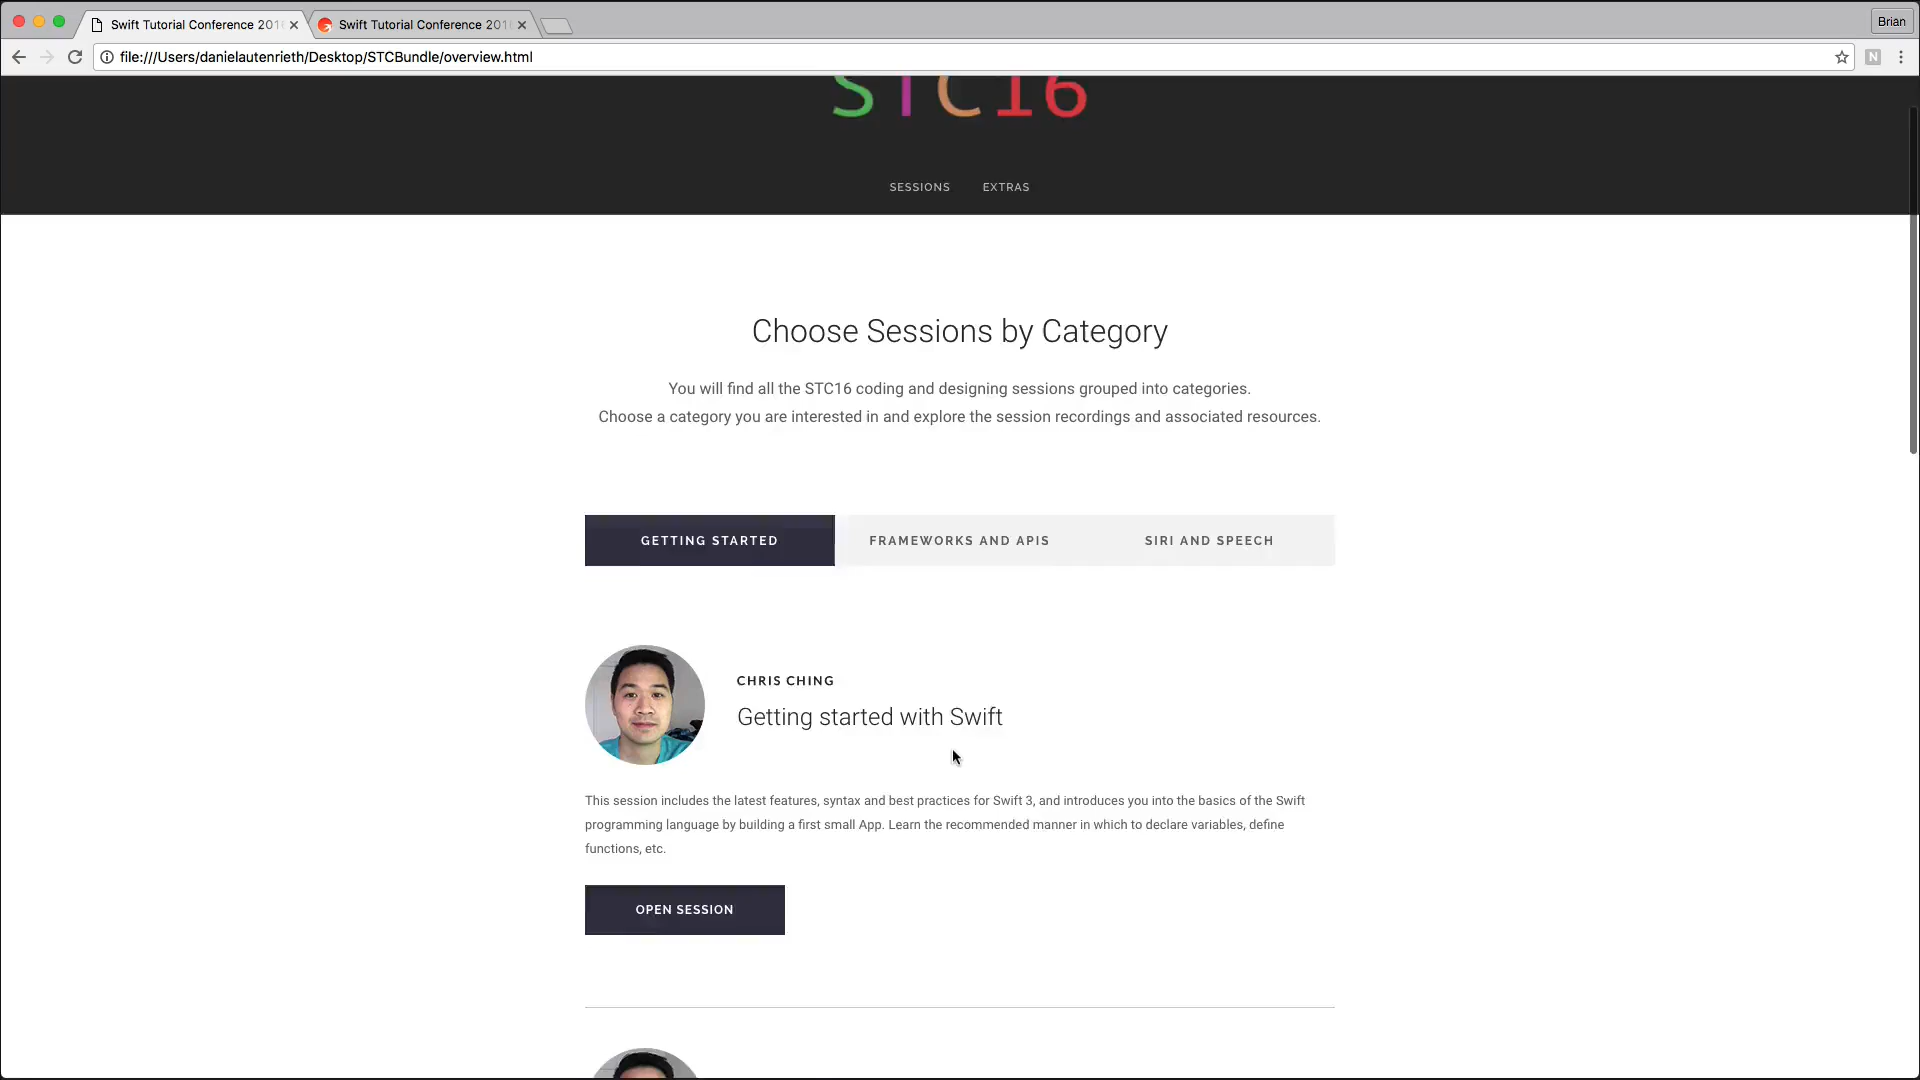 Swift Tutorial Conference 201
Swift Tutorial Conference 201
Brian
file:///Users/danielautenrieth/Desktop/STCBundle/overview.html
N
STC16
SESSIONS EXTRAS
Choose Sessions by Category
You will find all the STC16 coding and designing sessions grouped into categories.
Choose a category you are interested in and explore the session recordings and associated resources.
GETTING STARTED FRAMEWORKS AND APIS SIRI AND SPEECH
CHRIS CHING
Getting started with Swift
This session includes the latest features, syntax and best practices for Swift 3, and introduces you into the basics of the Swift
programming language by building a first small App. Learn the recommended manner in which to declare variables, define
functions, etc.
OPEN SESSION